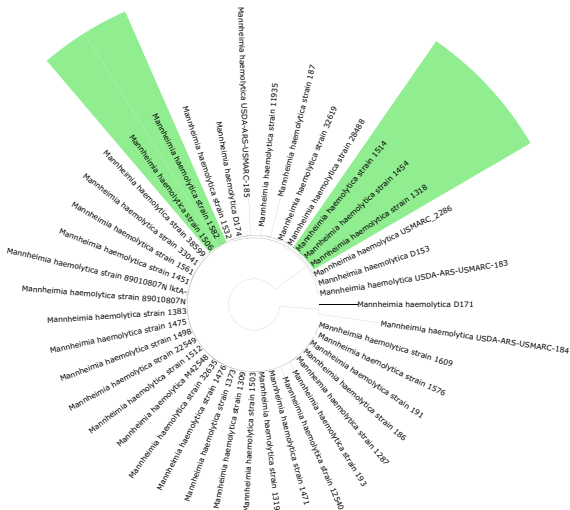 Mannheimia haemolytica USDA-ARS-USMARC-185
Mannheimia haemolytica strain 11935
Mannheimia haemolytica strain 187
Mannheimia haemolytica strain 32619
Mannheimia haemolytica strain 28488
Mannheimia haemolytica strain 1514
Mannheimia haemolytica strain 1454
Mannheimia haemolytica strain 1318
Mannheimia haemolytica USMARC_2286
Mannheimia haemolytica D153
Mannheimia haemolytica USDA-ARS-USMARC-183
Mannheimia haemolytica D171
Mannheimia haemolytica USDA-ARS-USMARC-184
Mannheimia haemolytica strain 1609
Mannheimia haemolytica strain 1576
Mannheimia haemolytica strain 191
Mannheimia haemolytica strain 186
Mannheimia haemolytica strain 1287
Mannheimia haemolytica strain 193
Mannheimia haemolytica strain 12540
Mannheimia haemolytica strain 1471
Mannheimia haemolytica strain 1319
Mannheimia haemolytica strain 1503
Mannheimia haemolytica strain 1309
Mannheimia haemolytica strain 1373
Mannheimia haemolytica strain 1476
Mannheimia haemolytica strain 32635
Mannheimia haemolytica M42548
Mannheimia haemolytica strain 1512
Mannheimia haemolytica strain 22549
Mannheimia haemolytica strain 1498
Mannheimia haemolytica strain 1475
Mannheimia haemolytica strain 1383
Mannheimia haemolytica strain 89010807N
Mannheimia haemolytica strain 89010807N lktA-
Mannheimia haemolytica strain 1451
Mannheimia haemolytica strain 1561
Mannheimia haemolytica strain 33041
Mannheimia haemolytica strain 38599
Mannheimia haemolytica strain 1506
Mannheimia haemolytica strain 1582
Mannheimia haemolytica strain 1532
Mannheimia haemolytica D174